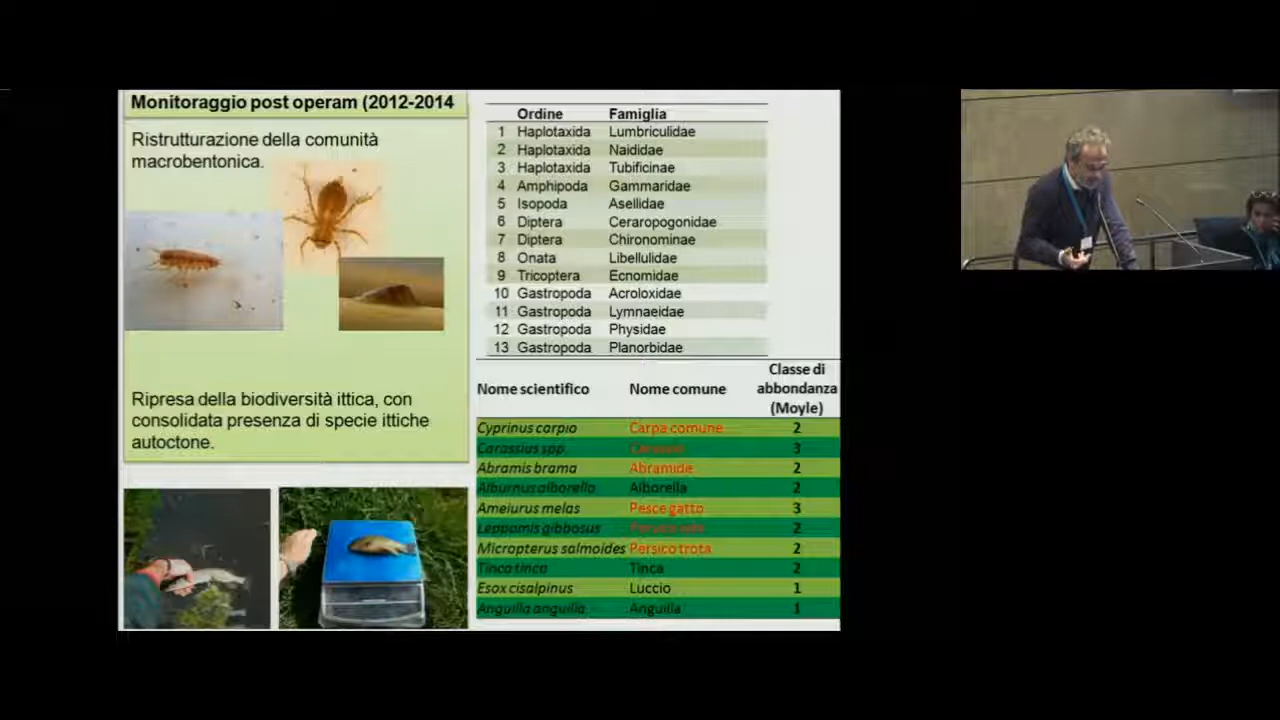 Monitoraggio post operam (2012-2014
Ristrutturazione della comunità
macrobentonica.
Ripresa della biodiversità ittica, con
consolidata presenza di specie ittiche
autoctone.
Ordine Famiglia
1 Haplotaxida Lumbriculidae
2 Haplotaxida Naididae
3 Haplotaxida Tubificinae
4 Amphipoda Gammaridae
5 Isopoda Asellidae
6 Diptera Ceraropogonidae
7 Diptera Chironominae
8 Onata Libellulidae
9 Tricoptera Ecnomidae
10 Gastropoda Acroloxidae
11 Gastropoda Lymnaeidae
12 Gastropoda Physidae
13 Gastropoda Planorbidae
Nome scientifico Nome comune Classe di
abbondanza
(Moyle)
Cyprinus carpio Carpa comune 2
Carassius spp. 3
Abramis brama Abramide 2
Alburnus alborella Alborella 2
Ameiurus melas Pesce gatto 3
Leppomis gibbosus 2
Micropterus salmoides Persico trota 2
Tinca tinca Tinca 2
Esox cisalpinus Luccio 1
Anguilla anguilla Anguilla 1